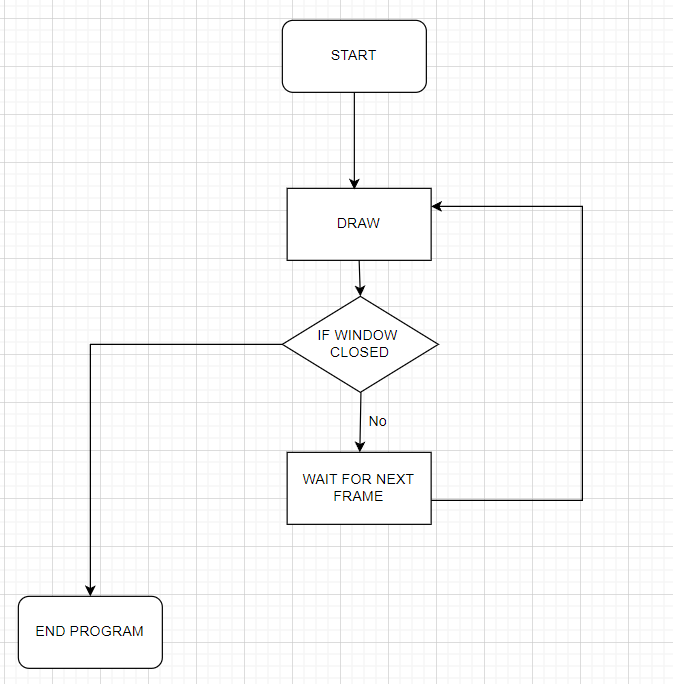 START
DRAW
IF WINDOW
CLOSED
No
WAIT FOR NEXT
FRAME
END PROGRAM